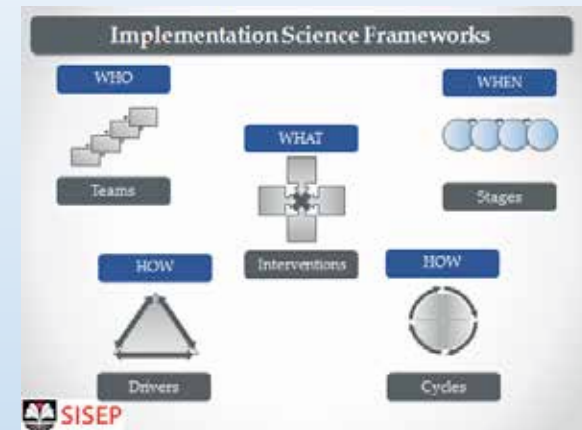 Implementation Science Frameworks
WHO
Teams
WHAT
Interventions
WHEN
Stages
HOW
Drivers
HOW
Cycles
SISEP